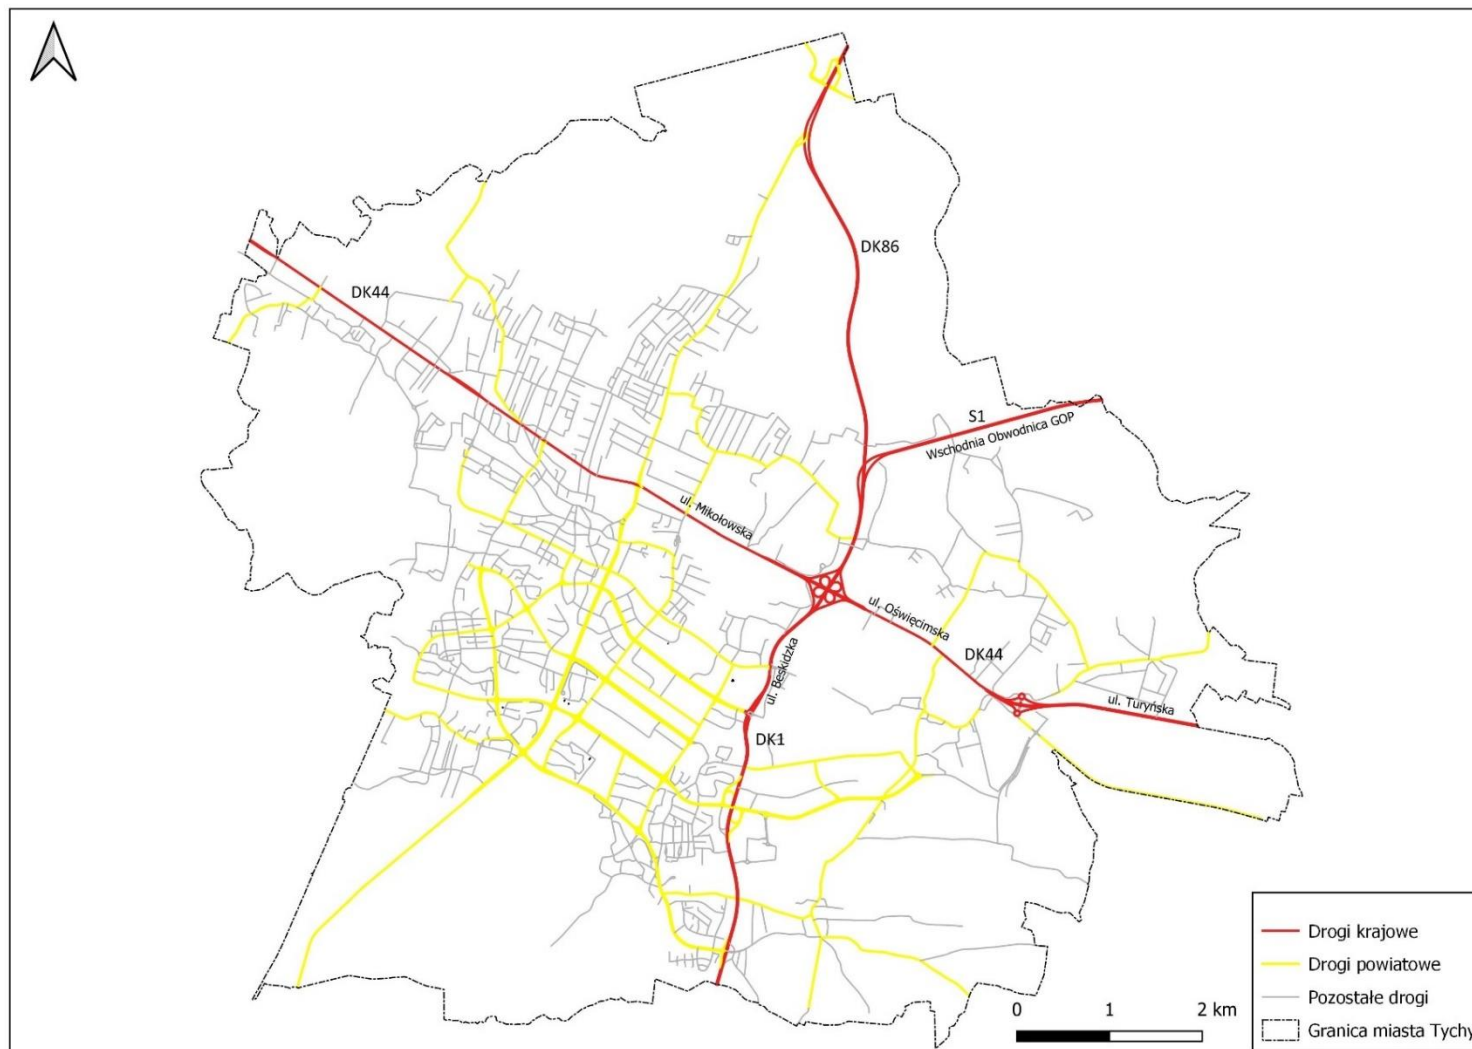 DK86
DK44
S1
Wschodnia Obwodnica GOP
ul. Mikołowska
ul. Oświęcimska
ul. Beskidzka
DK44
ul. Turyńska
DK1
Drogi krajowe
Drogi powiatowe
Pozostałe drogi
Granica miasta Tychy
0 1 2 km